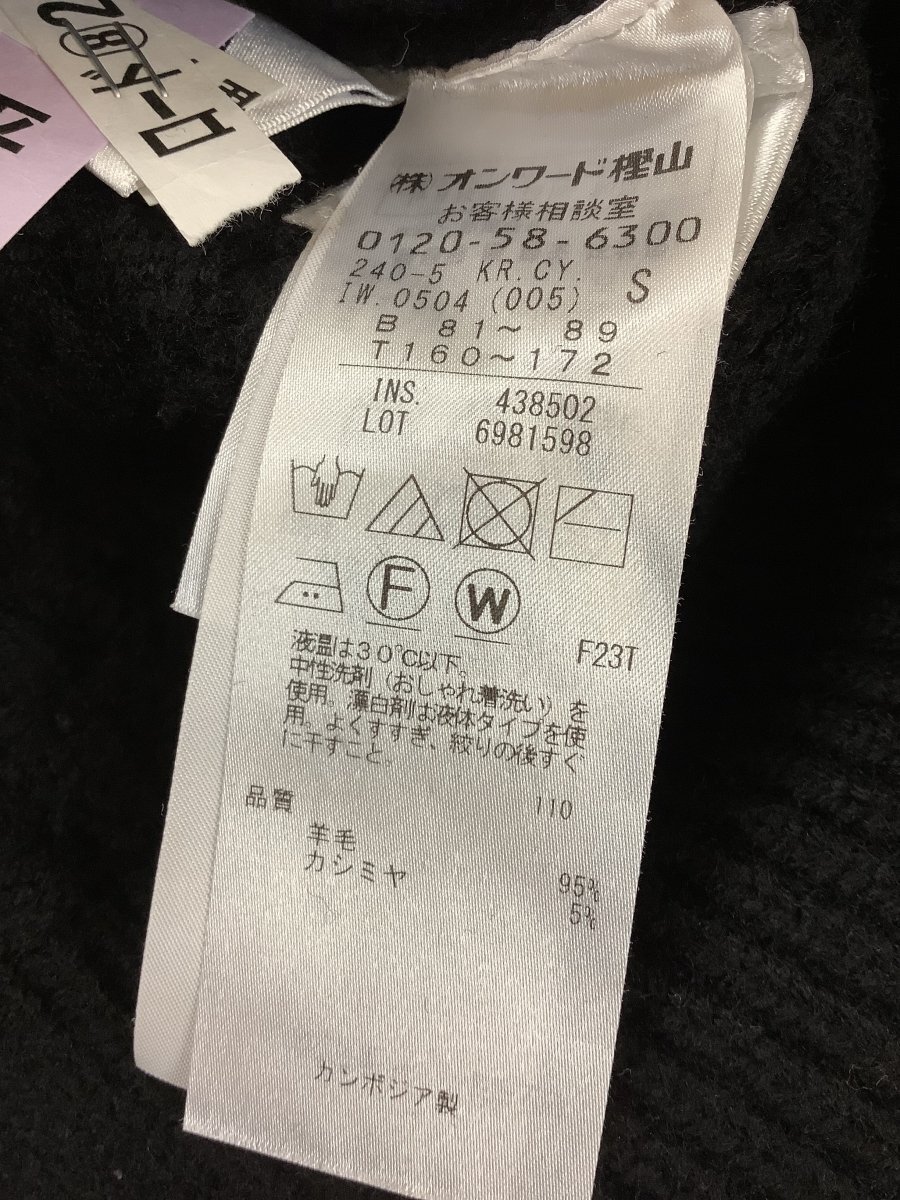 ロード
8
2
㈱オンワード樫山
お客様相談室
0120-58-6300
240-5 KR.CY. S
IW.0504 (005)
B 81～ 89
T160～172
INS. 438502
LOT 6981598
F W
F23T
液温は30℃以下。
中性洗剤（おしゃれ着洗い）を
使用。漂白剤は液体タイプを使
用。よくすすぎ、絞りの後すぐ
に干すこと。
110
品質
羊毛 95%
カシミヤ 5%
カンボジア製